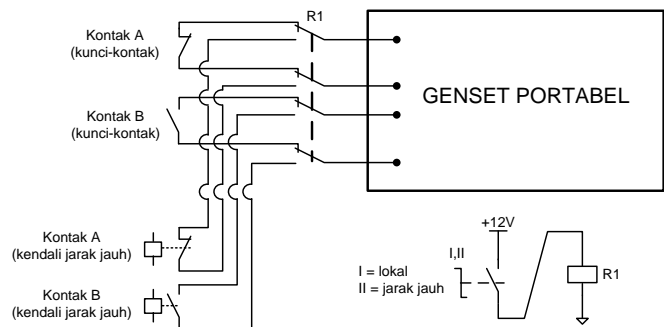 R1
Kontak A
(kunci-kontak)
GENSET PORTABEL
Kontak B
(kunci-kontak)
Kontak A
(kendali jarak jauh)
Kontak B
(kendali jarak jauh)
+12V
I,II
I = lokal
II = jarak jauh
R1